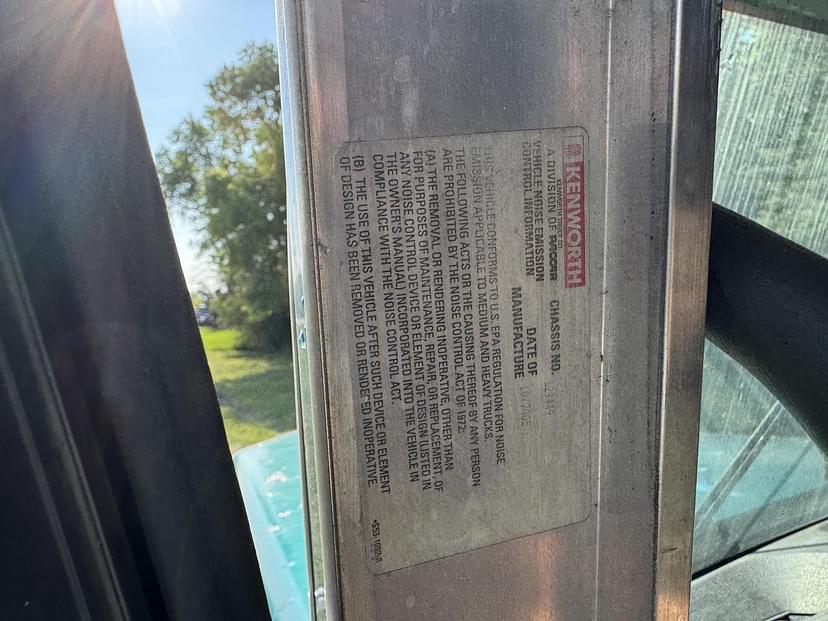 KENWORTH
KENWORTH TRUCK CO.
A DIVISION OF PACCAR
VEHICLE NOISE EMISSION
CONTROL INFORMATION
CHASSIS NO.
DATE OF
MANUFACTURE
THIS VEHICLE CONFORMS TO U.S. EPA REGULATION FOR NOISE
EMISSION APPLICABLE TO MEDIUM AND HEAVY TRUCKS.
THE FOLLOWING ACTS OR THE CAUSING THEREOF BY ANY PERSON
ARE PROHIBITED BY THE NOISE CONTROL ACT OF 1972:
(A) THE REMOVAL OR RENDERING INOPERATIVE, OTHER THAN
FOR PURPOSES OF MAINTENANCE, REPAIR, OR REPLACEMENT, OF
ANY NOISE CONTROL DEVICE OR ELEMENT OF DESIGN (LISTED IN
THE OWNER'S MANUAL) INCORPORATED INTO THE VEHICLE IN
COMPLIANCE WITH THE NOISE CONTROL ACT.
(B) THE USE OF THIS VEHICLE AFTER SUCH DEVICE OR ELEMENT
OF DESIGN HAS BEEN REMOVED OR RENDERED INOPERATIVE.